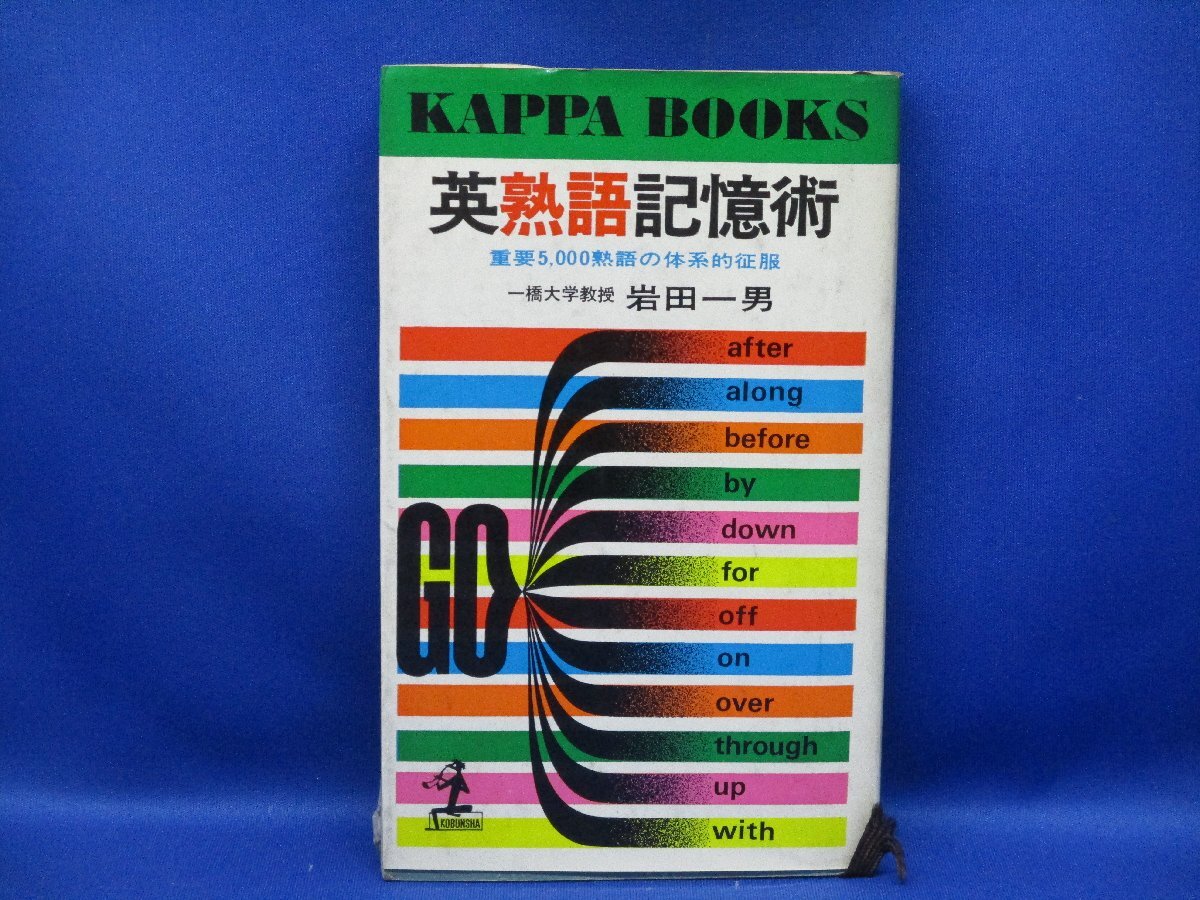 KAPPA BOOKS
英熟語記憶術
重要5,000熟語の体系的征服
一橋大学教授 岩田一男
GO
after
along
before
by
down
for
off
on
over
through
up
with
KOBUNSHA